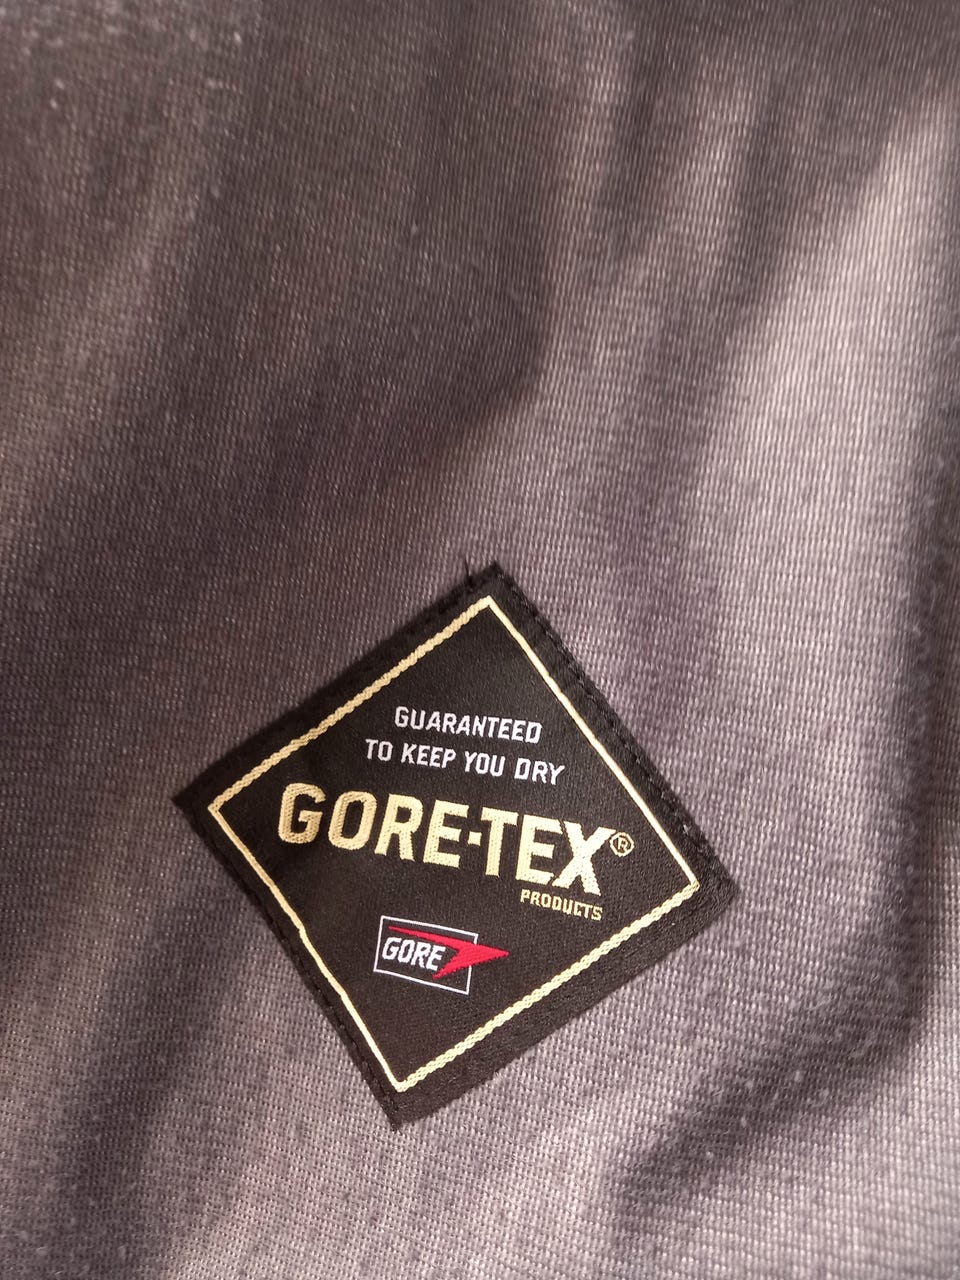 GUARANTEED
TO KEEP YOU DRY
GORE-TEX®
PRODUCTS
GORE